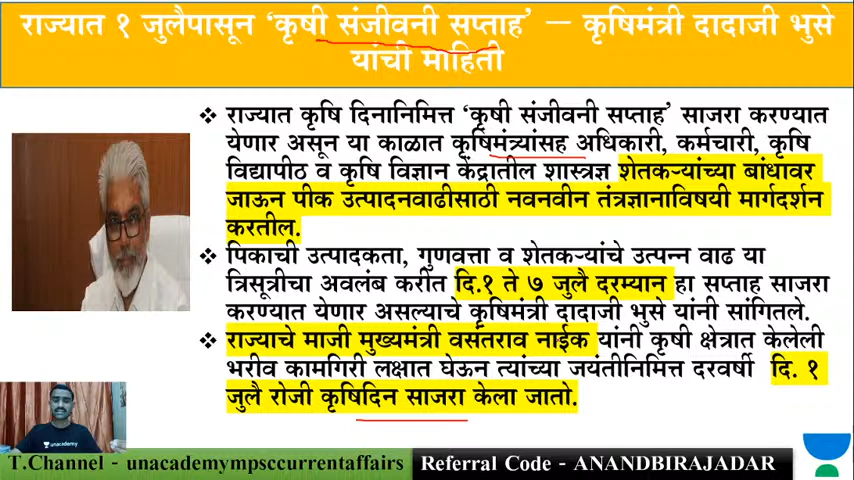 राज्यात १ जुलैपासून ‘कृषी संजीवनी सप्ताह’ – कृषिमंत्री दादाजी भुसे
यांची माहिती
❖ राज्यात कृषि दिनानिमित्त ‘कृषी संजीवनी सप्ताह’ साजरा करण्यात
येणार असून या काळात कृषिमंत्र्यांसह अधिकारी, कर्मचारी, कृषि
विद्यापीठ व कृषि विज्ञान केंद्रातील शास्त्रज्ञ शेतकऱ्यांच्या बांधावर
जाऊन पीक उत्पादनवाढीसाठी नवनवीन तंत्रज्ञानाविषयी मार्गदर्शन
करतील.
❖ पिकाची उत्पादकता, गुणवत्ता व शेतकऱ्यांचे उत्पन्न वाढ या
त्रिसूत्रीचा अवलंब करीत दि.१ ते ७ जुलै दरम्यान हा सप्ताह साजरा
करण्यात येणार असल्याचे कृषिमंत्री दादाजी भुसे यांनी सांगितले.
❖ राज्याचे माजी मुख्यमंत्री वसंतराव नाईक यांनी कृषी क्षेत्रात केलेली
भरीव कामगिरी लक्षात घेऊन त्यांच्या जयंतीनिमित्त दरवर्षी दि. १
जुलै रोजी कृषिदिन साजरा केला जातो.
unacademy
T.Channel - unacademympsccurrentaffairs
Referral Code - ANANDBIRAJADAR